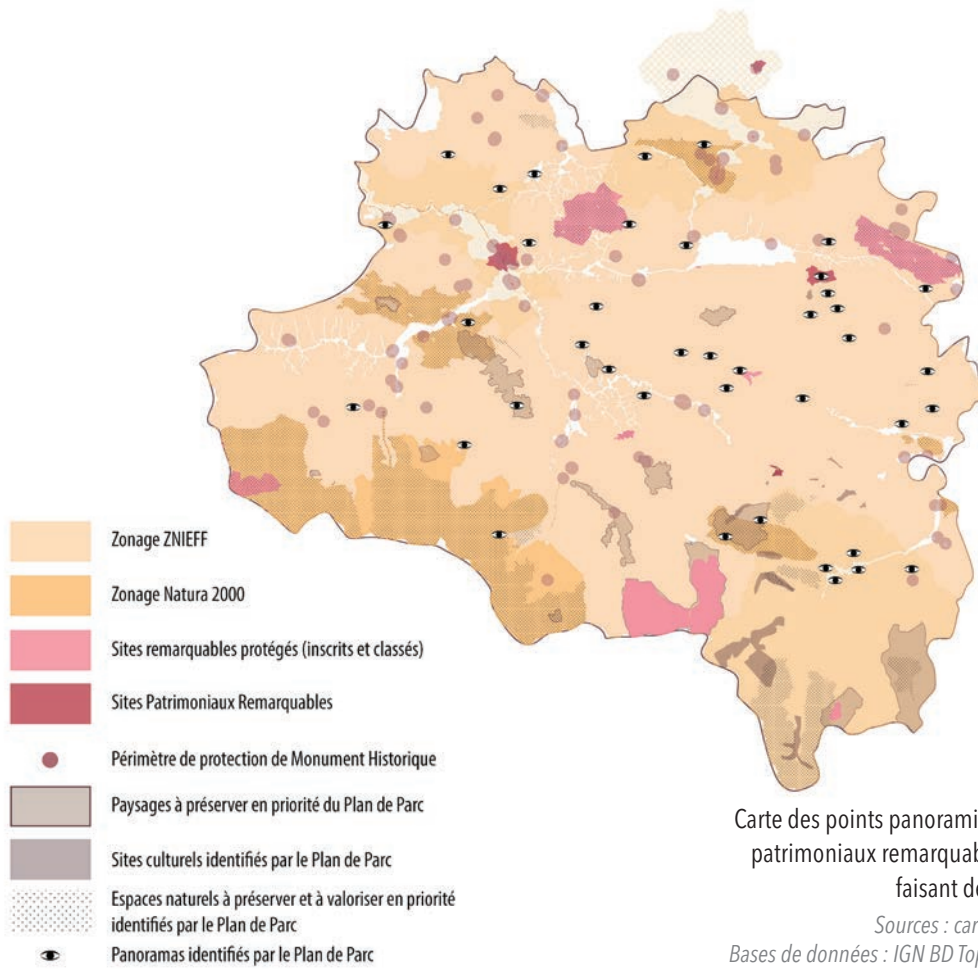 Zonage ZNIEFF
Zonage Natura 2000
Sites remarquables protégés (inscrits et classés)
Sites Patrimoniaux Remarquables
Périmètre de protection de Monument Historique
Paysages à préserver en priorité du Plan de Parc
Sites culturels identifiés par le Plan de Parc
Espaces naturels à préserver et à valoriser en priorité
identifiés par le Plan de Parc
Panoramas identifiés par le Plan de Parc
Carte des points panorami
patrimoniaux remarquab
faisant d
Sources : car
Bases de données : IGN BD Top